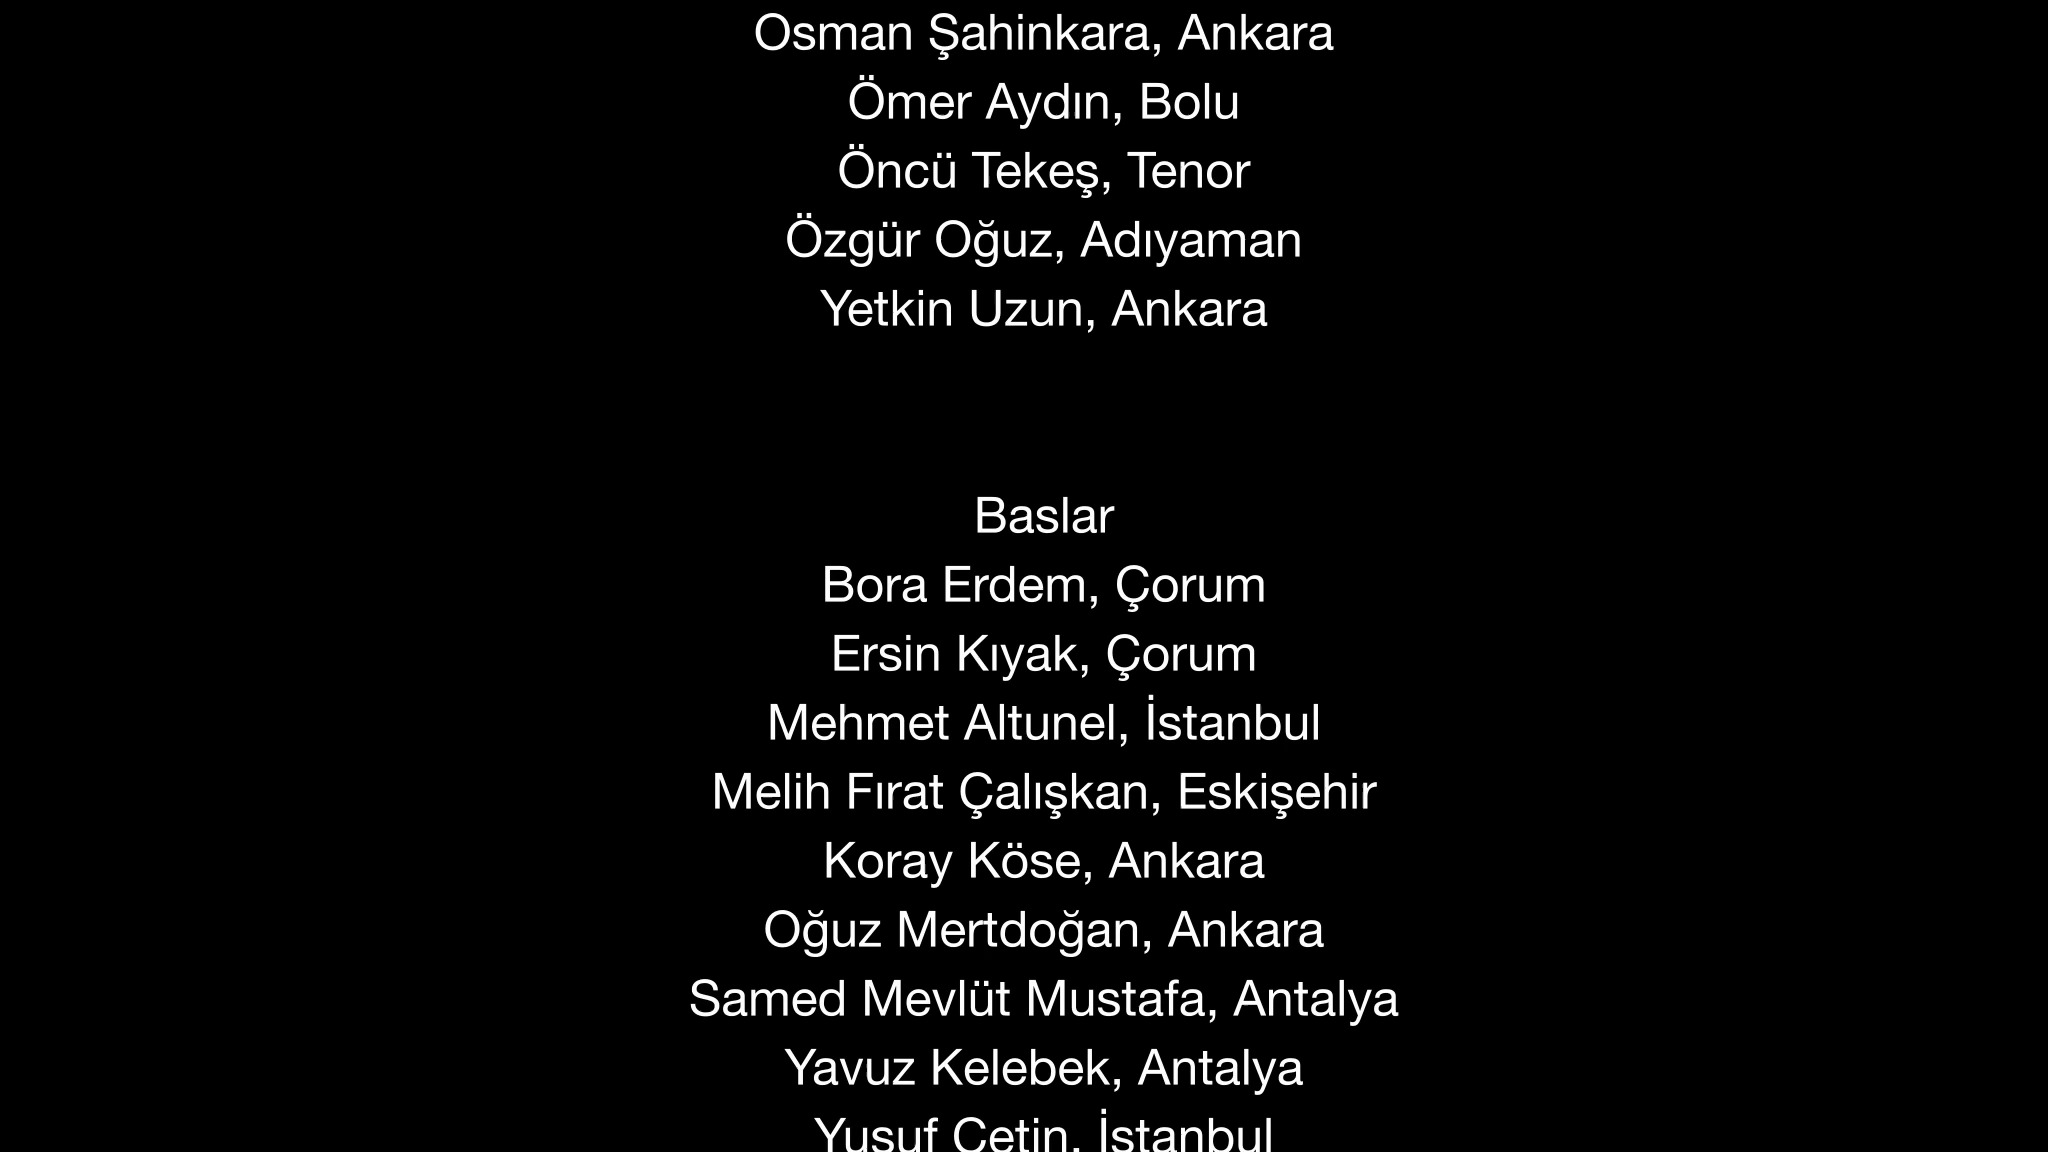 Osman Şahinkara, Ankara
Ömer Aydın, Bolu
Öncü Tekeş, Tenor
Özgür Oğuz, Adıyaman
Yetkin Uzun, Ankara
Baslar
Bora Erdem, Çorum
Ersin Kıyak, Çorum
Mehmet Altunel, İstanbul
Melih Fırat Çalışkan, Eskişehir
Koray Köse, Ankara
Oğuz Mertdoğan, Ankara
Samed Mevlüt Mustafa, Antalya
Yavuz Kelebek, Antalya
Yusuf Çetin, İstanbul